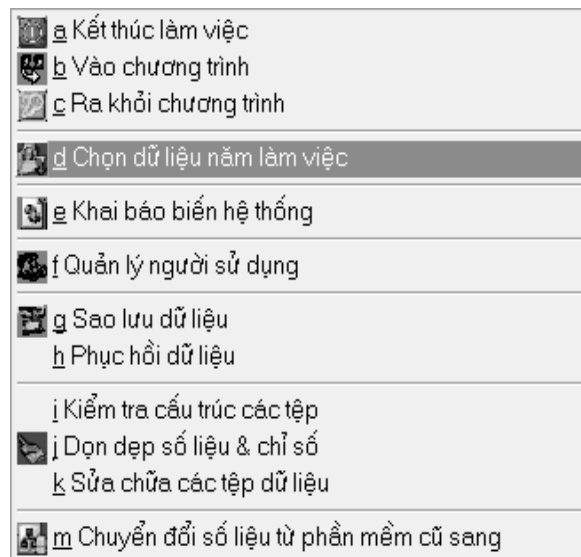 a Kết thúc làm việc
b Vào chương trình
c Ra khỏi chương trình
d Chọn dữ liệu năm làm việc
e Khai báo biến hệ thống
f Quản lý người sử dụng
g Sao lưu dữ liệu
h Phục hồi dữ liệu
i Kiểm tra cấu trúc các tệp
j Dọn dẹp số liệu & chỉ số
k Sửa chữa các tệp dữ liệu
m Chuyển đổi số liệu từ phần mềm cũ sang